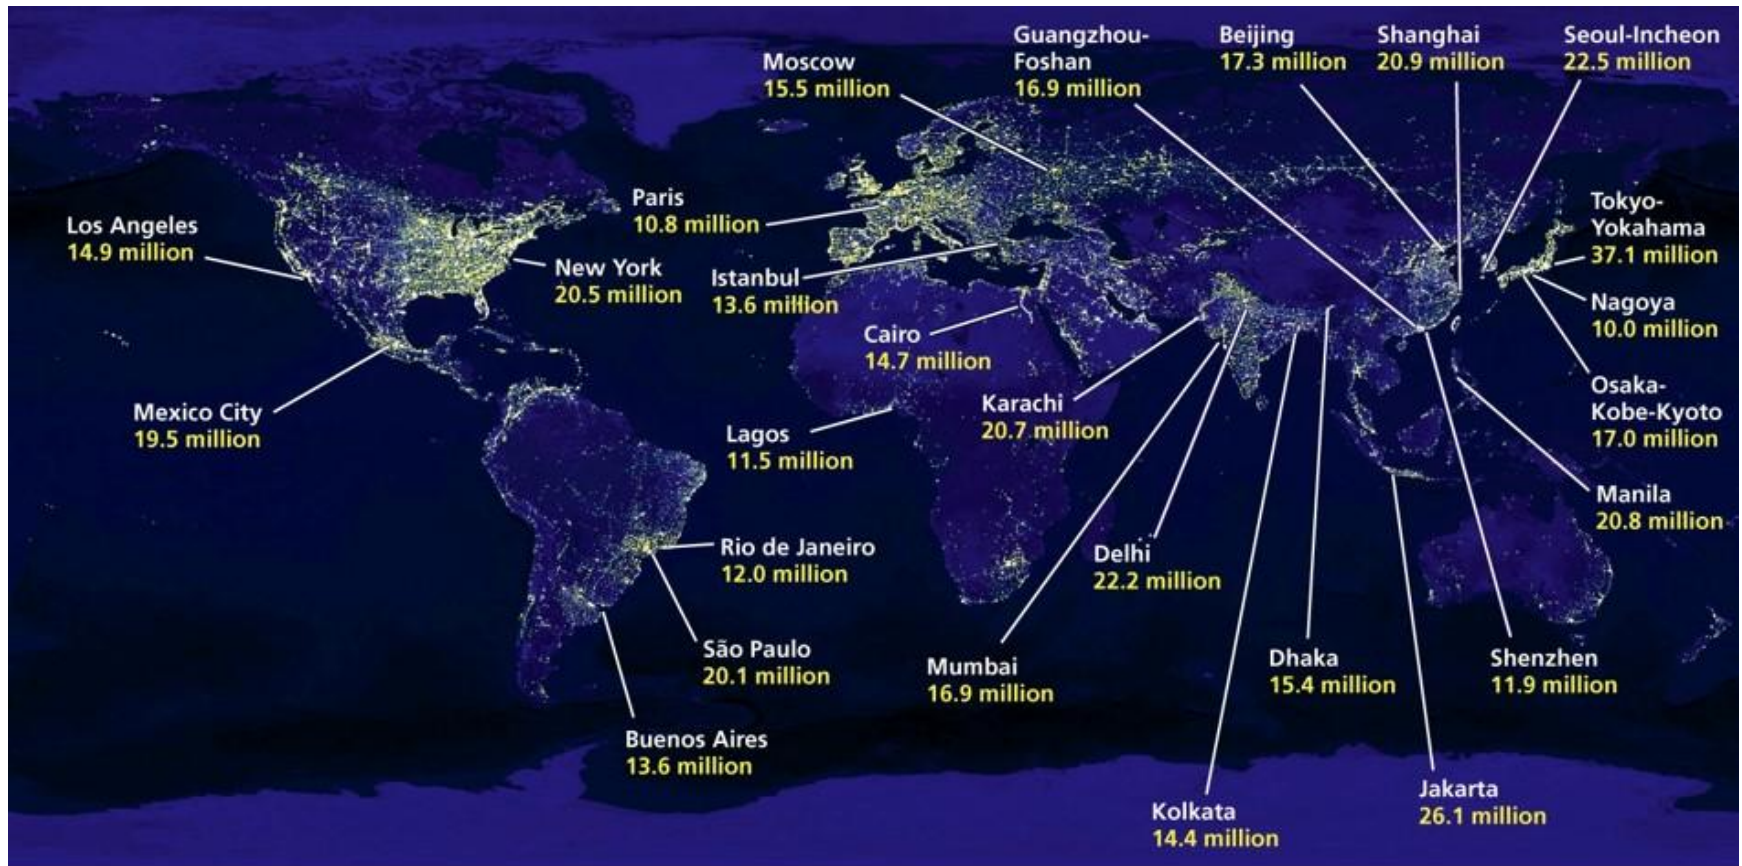 Guangzhou-
Foshan
16.9 million
Beijing
17.3 million
Shanghai
20.9 million
Seoul-Incheon
22.5 million
Moscow
15.5 million
Tokyo-
Yokahama
37.1 million
Paris
10.8 million
Los Angeles
14.9 million
New York
20.5 million
Istanbul
13.6 million
Nagoya
10.0 million
Cairo
14.7 million
Osaka-
Kobe-Kyoto
17.0 million
Karachi
20.7 million
Mexico City
19.5 million
Lagos
11.5 million
Manila
20.8 million
Rio de Janeiro
12.0 million
Delhi
22.2 million
São Paulo
20.1 million
Mumbai
16.9 million
Dhaka
15.4 million
Shenzhen
11.9 million
Buenos Aires
13.6 million
Jakarta
26.1 million
Kolkata
14.4 million